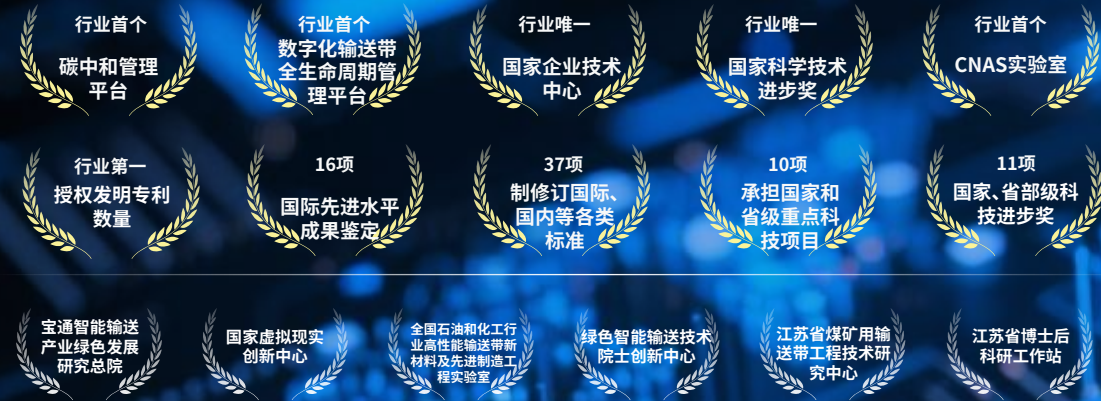 行业首个
碳中和管理
平台
行业首个
数字化输送带
全生命周期管
理平台
行业唯一
国家企业技术
中心
行业唯一
国家科学技术
进步奖
行业首个
CNAS实验室
行业第一
授权发明专利
数量
16项
国际先进水平
成果鉴定
37项
制修订国际、
国内等各类
标准
10项
承担国家和
省级重点科
技项目
11项
国家、省部级科
技进步奖
宝通智能输送
产业绿色发展
研究总院
国家虚拟现实
创新中心
全国石油和化工行
业高性能输送带新
材料及先进制造工
程实验室
绿色智能输送技术
院士创新中心
江苏省煤矿用输
送带工程技术研
究中心
江苏省博士后
科研工作站